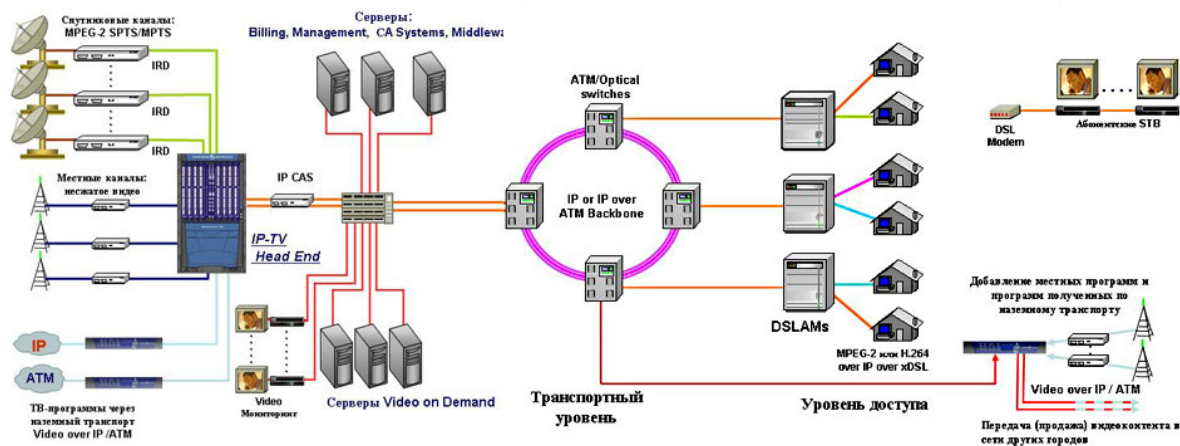 Спутниковые каналы:
MPEG-2 SPTS/MPTS
IRD
IRD
IRD
Местные каналы:
несжатое видео
IP-TV
Head End
IP
ATM
ТВ-программы через
наземный транспорт
Video over IP /ATM
Серверы:
Billing, Management, CA Systems, Middlewa
IP CAS
Video
Мониторинг
Серверы Video on Demand
ATM/Optical
switches
IP or IP over
ATM Backbone
Транспортный
уровень
DSLAMs
MPEG-2 или H.264
over IP over xDSL
Уровень доступа
DSL
Modem
Абонентские STB
Добавление местных программ и
программ полученных по
наземному транспорту
Video over IP / ATM
Передача (продажа) видеоконтента в
сети других городов